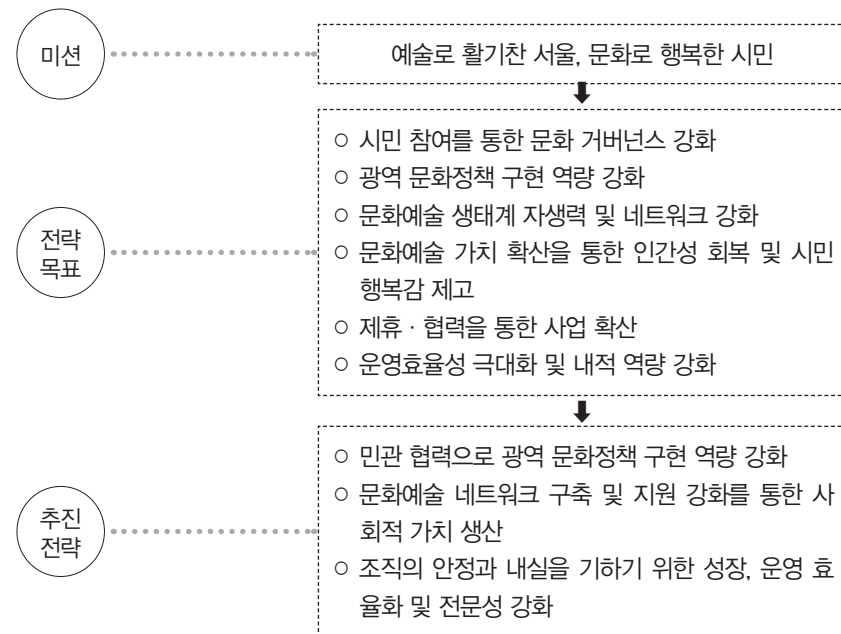 미션
예술로 활기찬 서울, 문화로 행복한 시민
전략
목표
○ 시민 참여를 통한 문화 거버넌스 강화
○ 광역 문화정책 구현 역량 강화
○ 문화예술 생태계 자생력 및 네트워크 강화
○ 문화예술 가치 확산을 통한 인간성 회복 및 시민
행복감 제고
○ 제휴 · 협력을 통한 사업 확산
○ 운영효율성 극대화 및 내적 역량 강화
추진
전략
○ 민관 협력으로 광역 문화정책 구현 역량 강화
○ 문화예술 네트워크 구축 및 지원 강화를 통한 사
회적 가치 생산
○ 조직의 안정과 내실을 기하기 위한 성장, 운영 효
율화 및 전문성 강화